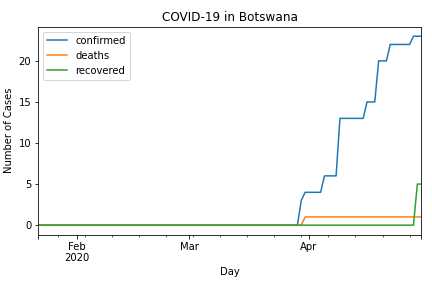 COVID-19 in Botswana
confirmed
deaths
recovered
Number of Cases
20
15
10
5
0
Feb
2020
Mar
Apr
Day